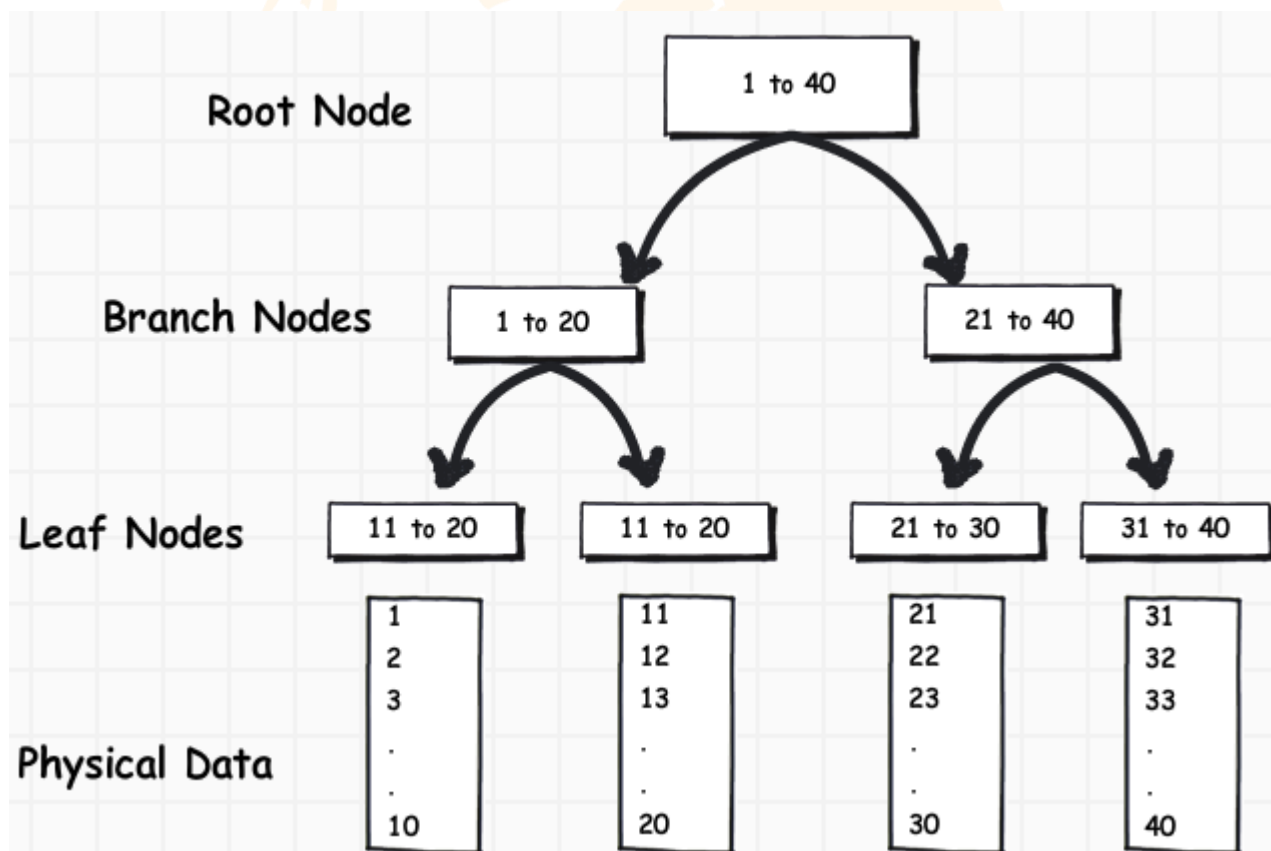 1 to 40
Root Node
Branch Nodes
1 to 20
21 to 40
Leaf Nodes
11 to 20
11 to 20
21 to 30
31 to 40
Physical Data
1
2
3
.
.
10
11
12
13
.
.
20
21
22
23
.
.
30
31
32
33
.
.
40